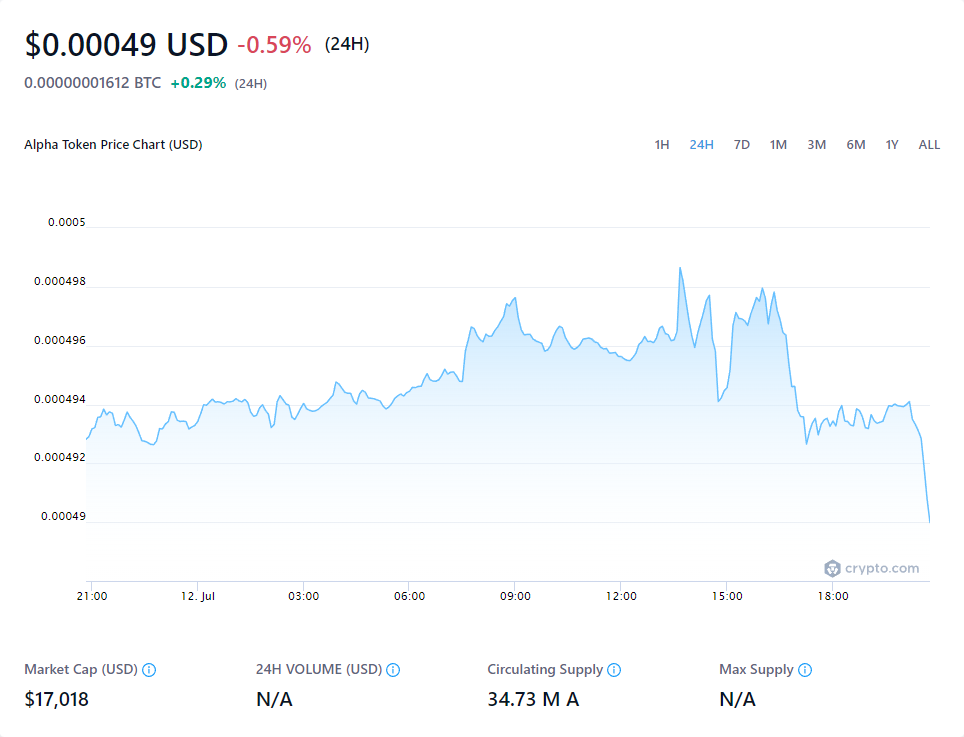 $0.00049 USD -0.59% (24H)
0.00000001612 BTC +0.29% (24H)
Alpha Token Price Chart (USD) 1H 24H 7D 1M 3M 6M 1Y ALL
0.0005
0.000498
0.000496
0.000494
0.000492
0.00049
crypto.com
21:00 12. Jul 03:00 06:00 09:00 12:00 15:00 18:00
Market Cap (USD) 24H VOLUME (USD) Circulating Supply Max Supply
$17,018 N/A 34.73 M A N/A